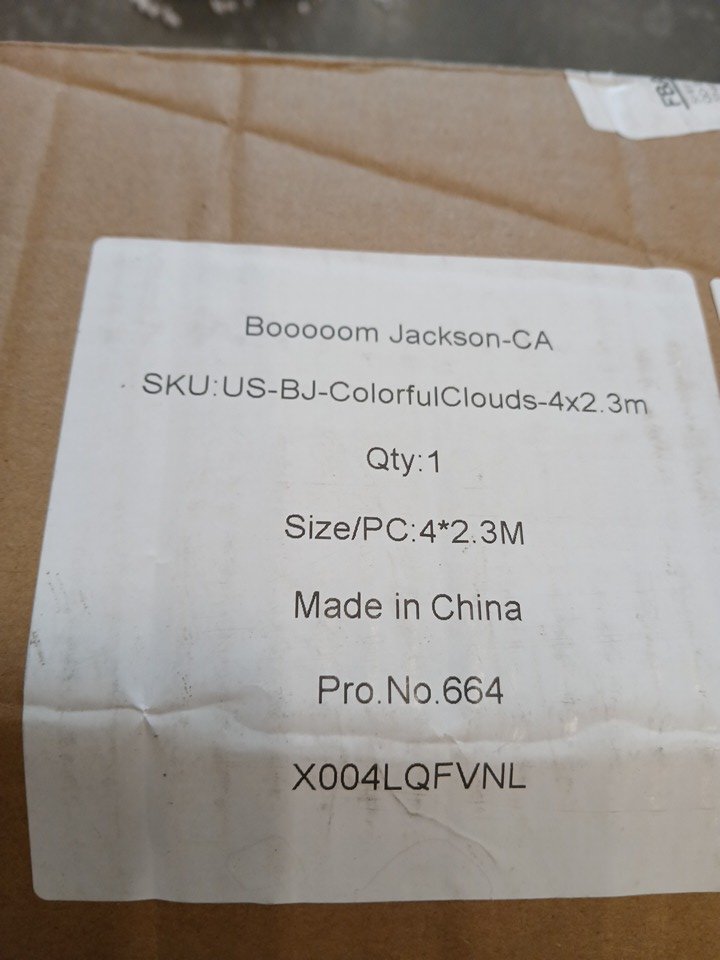 Booooom Jackson-CA
SKU:US-BJ-ColorfulClouds-4x2.3m
Qty:1
Size/PC:4*2.3M
Made in China
Pro.No.664
X004LQFVNL